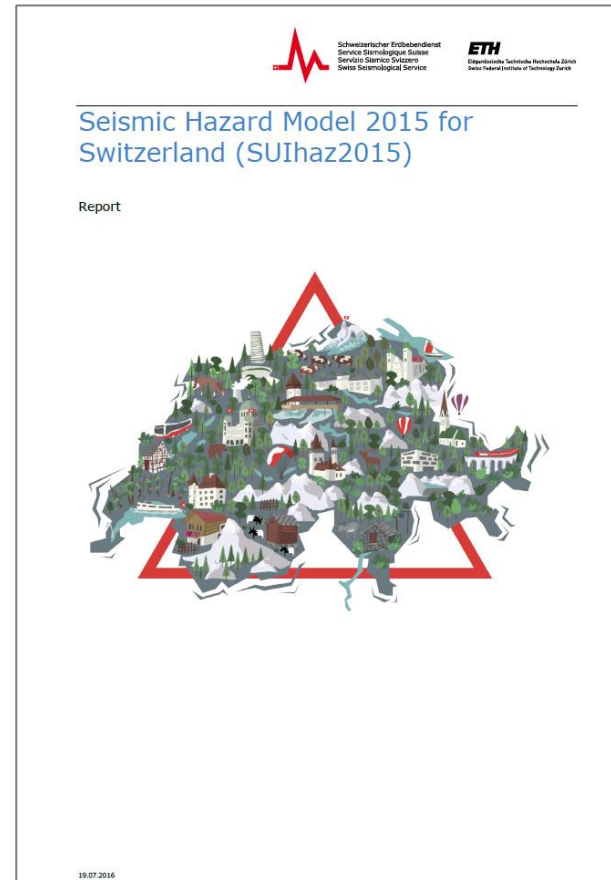 Schweizerischer Erdbebendienst
Service Sismologique Suisse
Servizio Sismico Svizzero
Swiss Seismological Service
ETH
Eidgenössische Technische Hochschule Zürich
Swiss Federal Institute of Technology Zurich
Seismic Hazard Model 2015 for
Switzerland (SUIhaz2015)
Report
19.07.2016